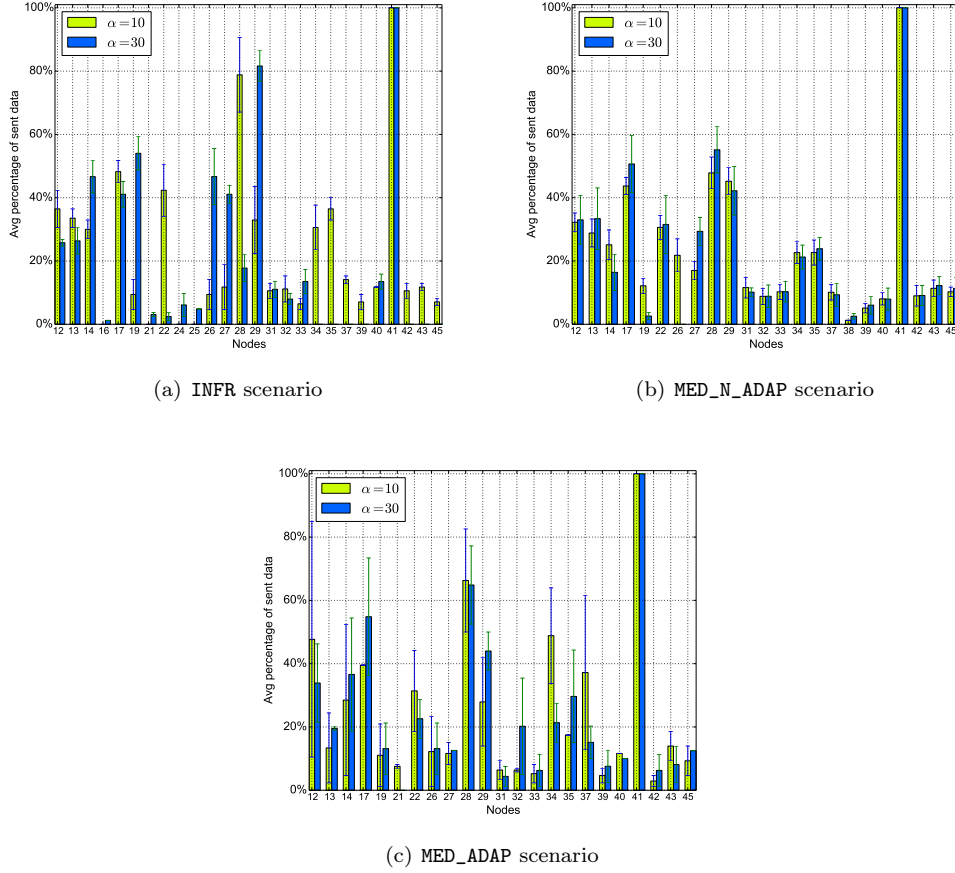 100%
80%
60%
40%
20%
0%
Avg percentage of sent data
α=10
α=30
12 13 14 16 17 19 21 22 24 25 26 27 28 29 31 32 33 34 35 37 39 40 41 42 43 45
Nodes
(a) INFR scenario
100%
80%
60%
40%
20%
0%
Avg percentage of sent data
α=10
α=30
12 13 14 17 19 22 26 27 28 29 31 32 33 34 35 37 38 39 40 41 42 43 45
Nodes
(b) MED_N_ADAP scenario
100%
80%
60%
40%
20%
0%
Avg percentage of sent data
α=10
α=30
12 13 14 17 19 21 22 26 27 28 29 31 32 33 34 35 37 39 40 41 42 43 45
Nodes
(c) MED_ADAP scenario